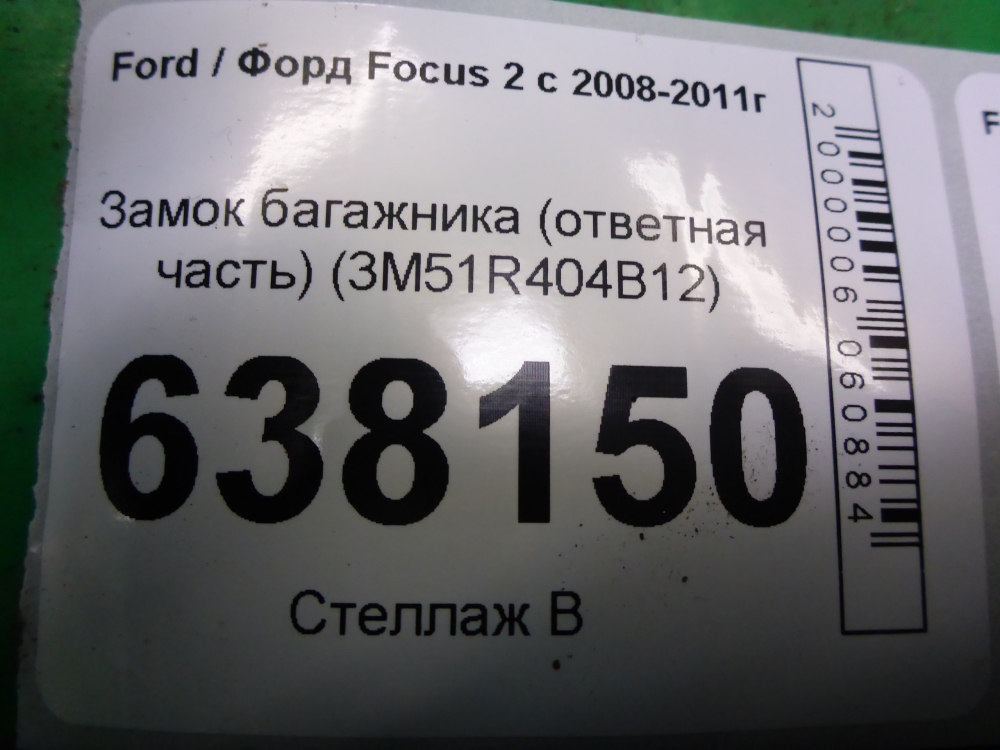 Ford / Форд Focus 2 с 2008-2011г
Замок багажника (ответная
часть) (3M51R404B12)
638150
Стеллаж В
2000006060884
F